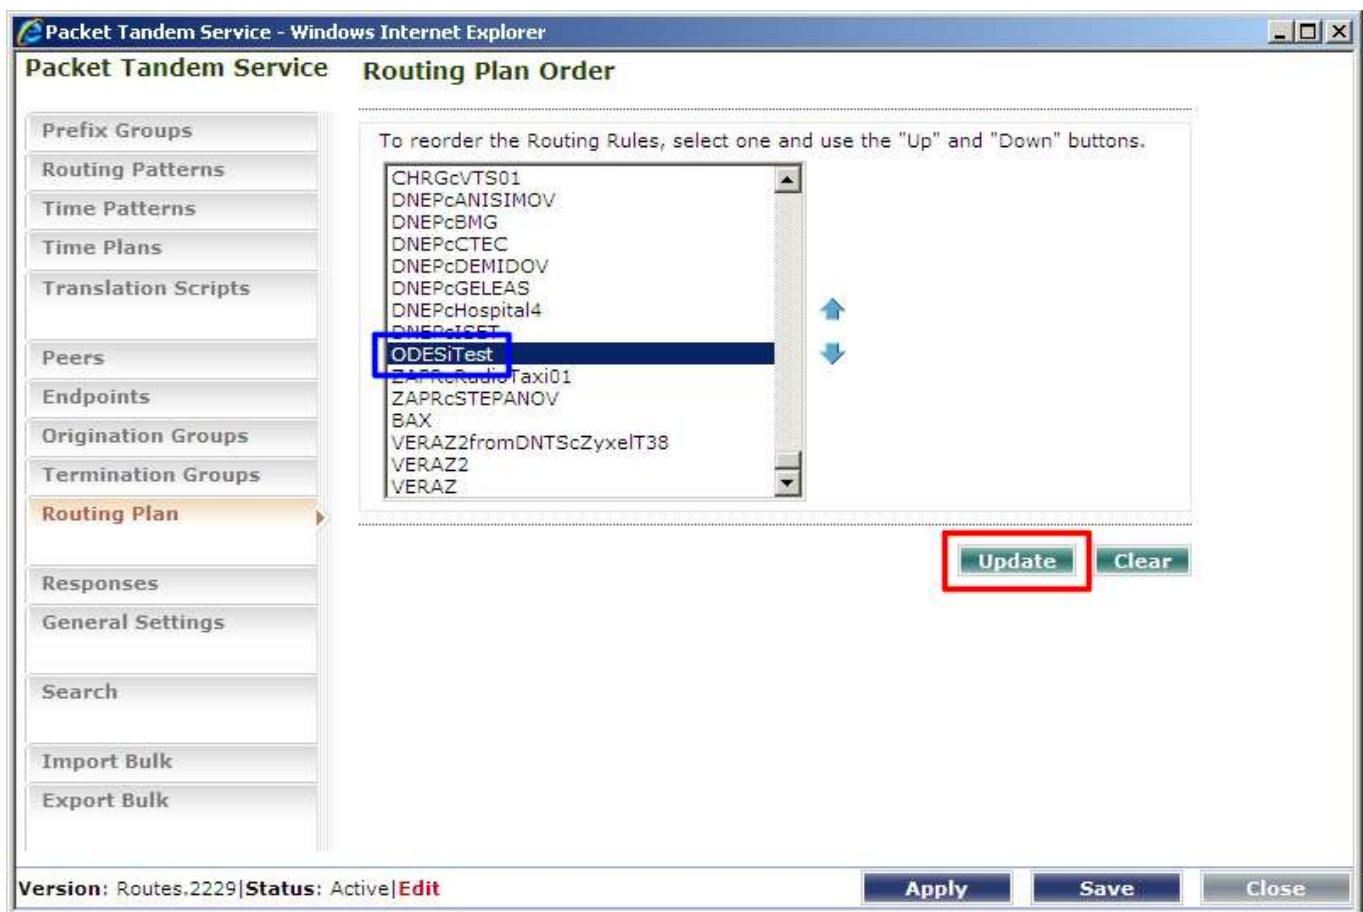 Packet Tandem Service - Windows Internet Explorer
Packet Tandem Service
Routing Plan Order
Prefix Groups
Routing Patterns
Time Patterns
Time Plans
Translation Scripts
Peers
Endpoints
Origination Groups
Termination Groups
Routing Plan
Responses
General Settings
Search
Import Bulk
Export Bulk
To reorder the Routing Rules, select one and use the "Up" and "Down" buttons.
CHRGcVTS01
DNEPcANISIMOV
DNEPcBMG
DNEPcCTEC
DNEPcDEMIDOV
DNEPcGELEAS
DNEPcHospital4
DNEPcISET
ODESiTest
ZAPRcRadioTaxi01
ZAPRcSTEPANOV
BAX
VERAZ2fromDNTScZyxelT38
VERAZ2
VERAZ
Update
Clear
Version: Routes.2229|Status: Active|Edit
Apply
Save
Close